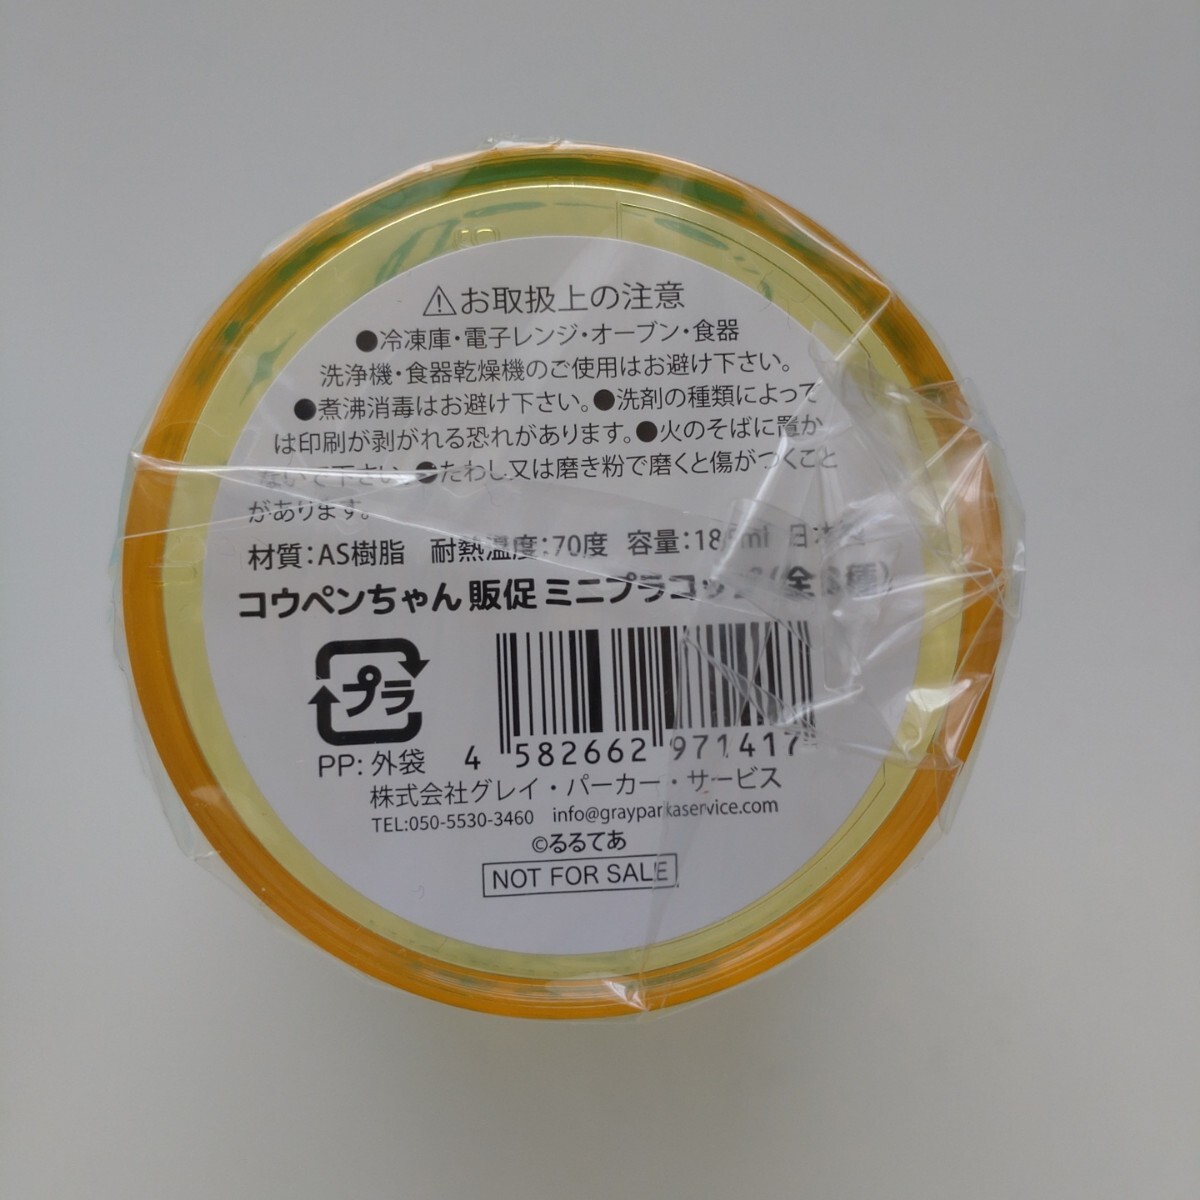 ⚠お取扱上の注意
●冷凍庫・電子レンジ・オーブン・食器
洗浄機・食器乾燥機のご使用はお避け下さい。
●煮沸消毒はお避け下さい。●洗剤の種類によって
は印刷が剥がれる恐れがあります。●火のそばに置か
ないで下さい。●たわし又は磨き粉で磨くと傷がつくこと
があります。
材質:AS樹脂 耐熱温度:70度 容量:
コウペンちゃん 販促 ミニプラコップ
プラ
PP: 外袋
4 582662 971417
株式会社グレイ・パーカー・サービス
TEL:050-5530-3460 info@grayparkaservice.com
©るるてあ
NOT FOR SALE